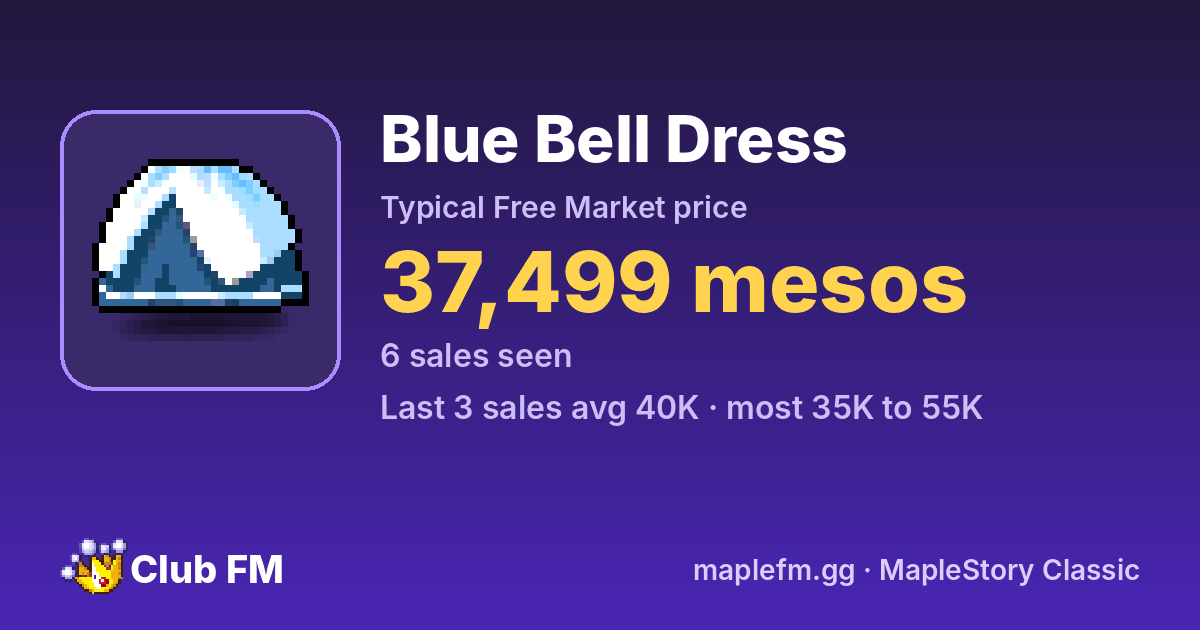 Blue Bell Dress
Typical Free Market price
37,499 mesos
6 sales seen
Last 3 sales avg 40K · most 35K to 55K
Club FM
maplefm.gg · MapleStory Classic